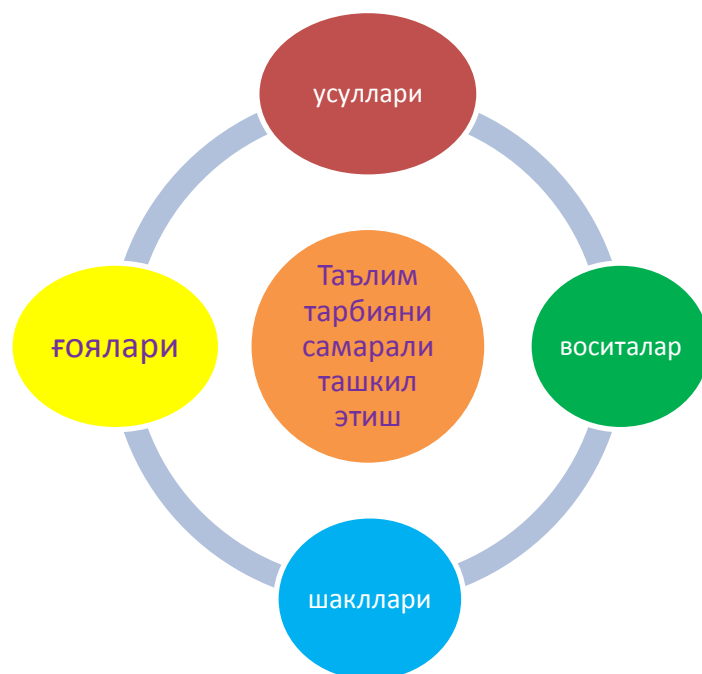 усуллари
Таълим
тарбияни
самарали
ташкил
этиш
ғоялари
воситалар
шакллари